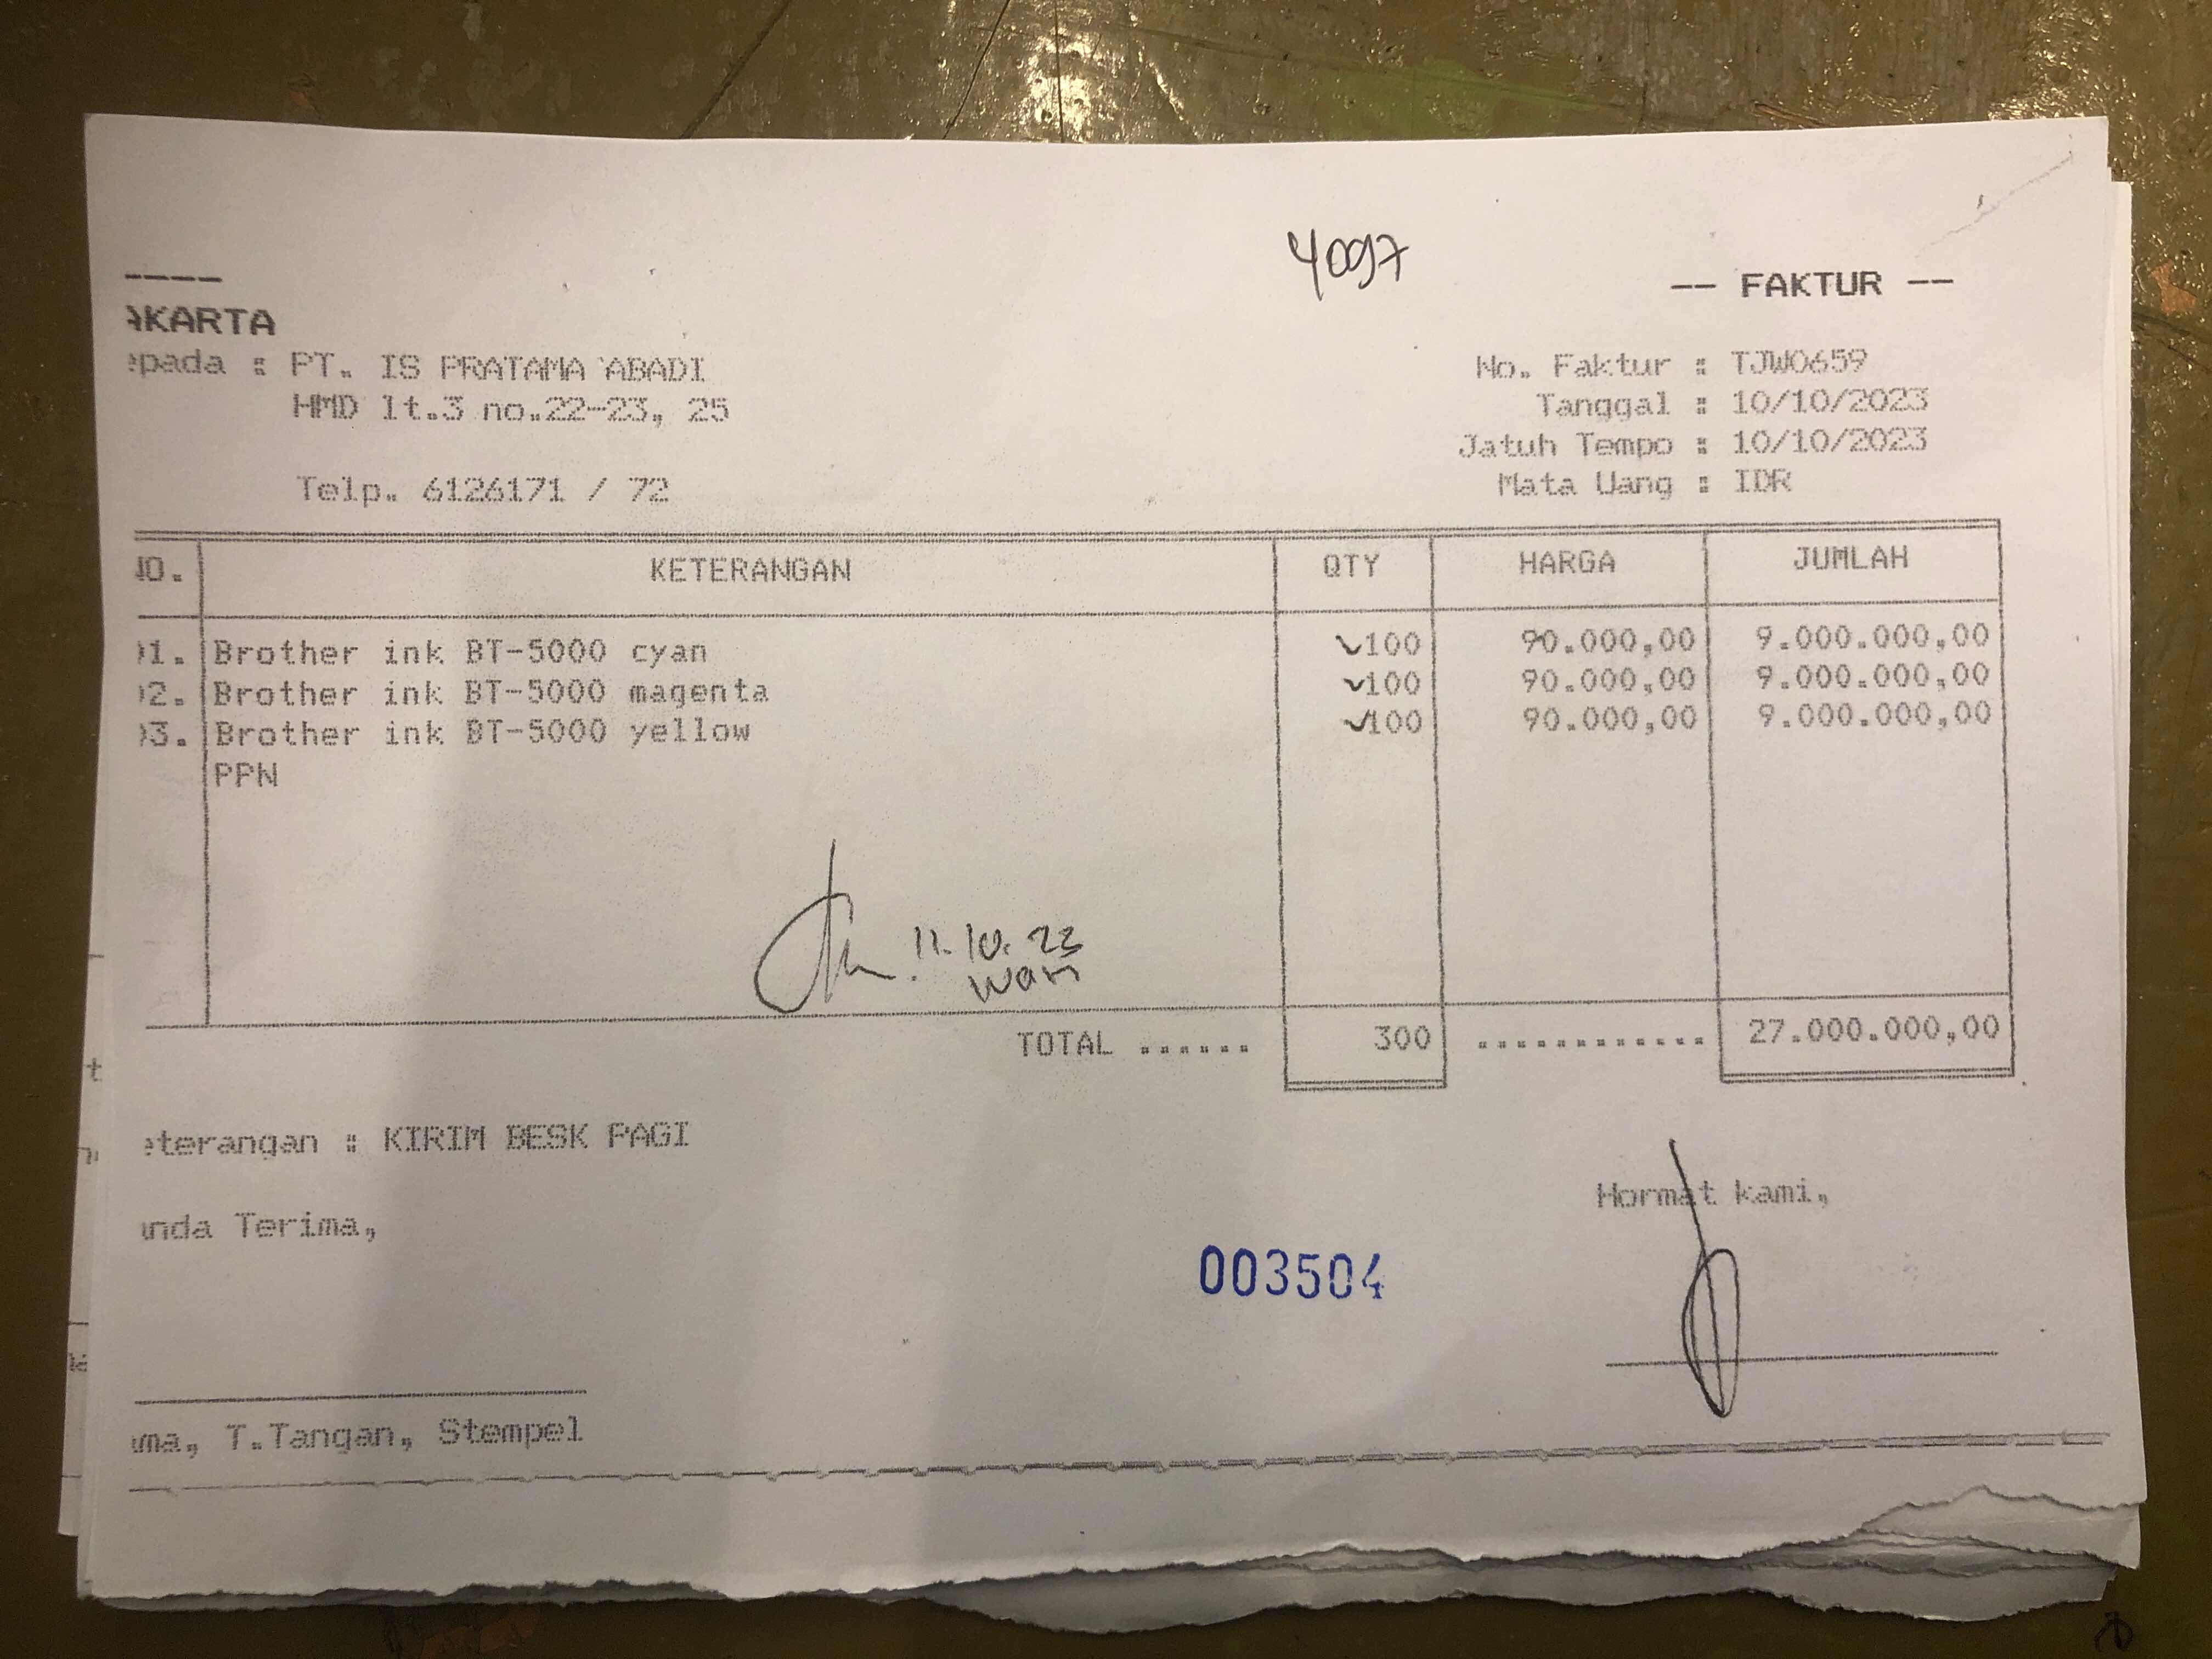 4097
-- FAKTUR --
AKARTA
epada : PT. IS PRATAMA ABADI
HMD lt.3 no.22-23, 25
Telp. 6126171 / 72
No. Faktur : TJW0659
Tanggal : 10/10/2023
Jatuh Tempo : 10/10/2023
Mata Uang : IDR
NO. KETERANGAN QTY HARGA JUMLAH
01. Brother ink BT-5000 cyan 100 90.000,00 9.000.000,00
02. Brother ink BT-5000 magenta 100 90.000,00 9.000.000,00
03. Brother ink BT-5000 yellow 100 90.000,00 9.000.000,00
PPN
11.10.23
TOTAL ...... 300 ............ 27.000.000,00
eterangan : KIRIM BESK PAGI
anda Terima,
Hormat kami,
003504
ama, T.Tangan, Stempel